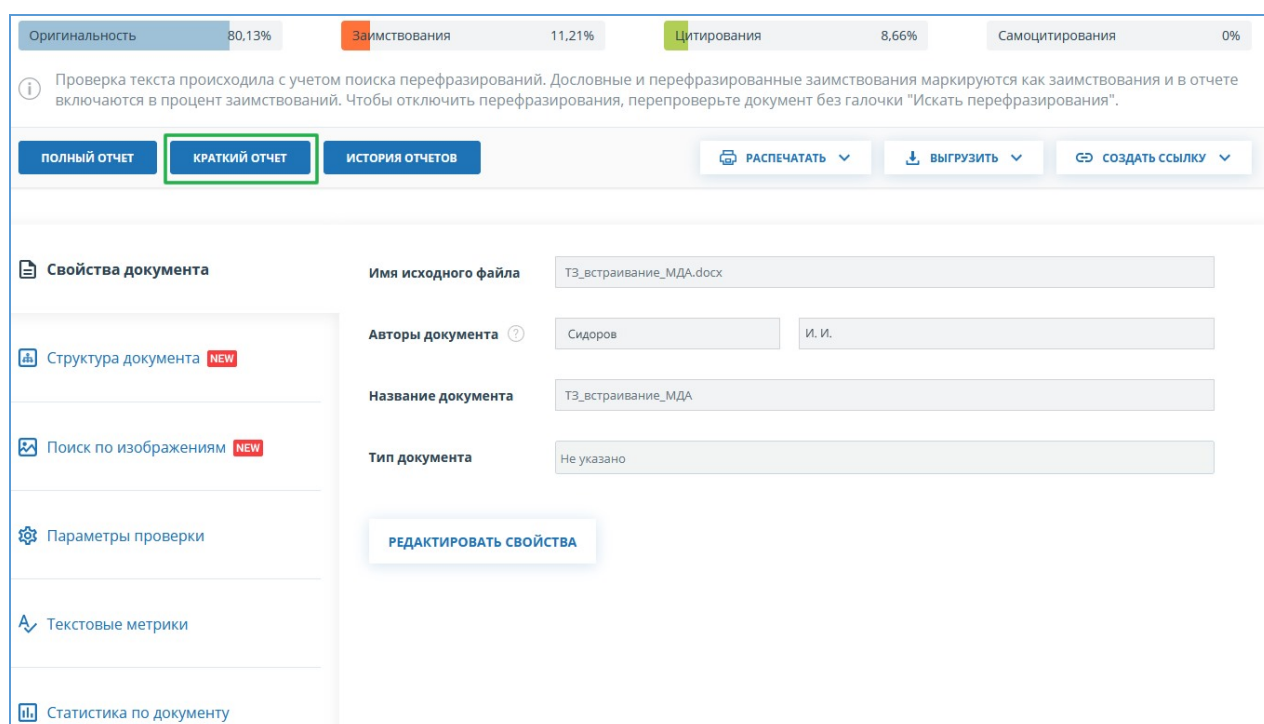 Оригинальность 80,13% Заимствования 11,21% Цитирования 8,66% Самоцитирования 0%
Проверка текста происходила с учетом поиска перефразирований. Дословные и перефразированные заимствования маркируются как заимствования и в отчете
включаются в процент заимствований. Чтобы отключить перефразирования, перепроверьте документ без галочки "Искать перефразирования".
ПОЛНЫЙ ОТЧЕТ КРАТКИЙ ОТЧЕТ ИСТОРИЯ ОТЧЕТОВ РАСПЕЧАТАТЬ ВЫГРУЗИТЬ СОЗДАТЬ ССЫЛКУ
Свойства документа
Структура документа NEW
Поиск по изображениям NEW
Параметры проверки
Текстовые метрики
Статистика по документу
Имя исходного файла ТЗ_встраивание_МДА.docx
Авторы документа ? Сидоров И. И.
Название документа ТЗ_встраивание_МДА
Тип документа Не указано
РЕДАКТИРОВАТЬ СВОЙСТВА